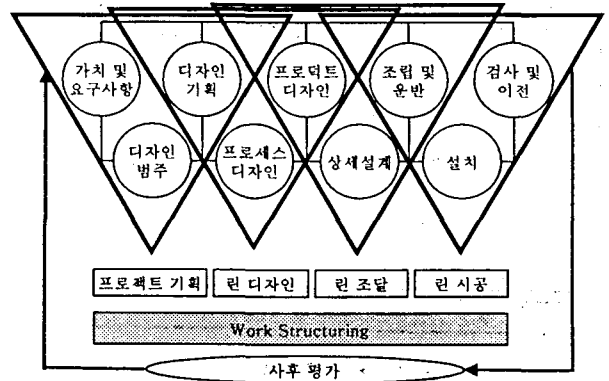 가치 및
요구사항
디자인
기획
프로덕트
디자인
조립 및
운반
검사 및
이전
디자인
범주
프로세스
디자인
상세설계
설치
프로젝트 기획
린 디자인
린 조달
린 시공
Work Structuring
사후 평가